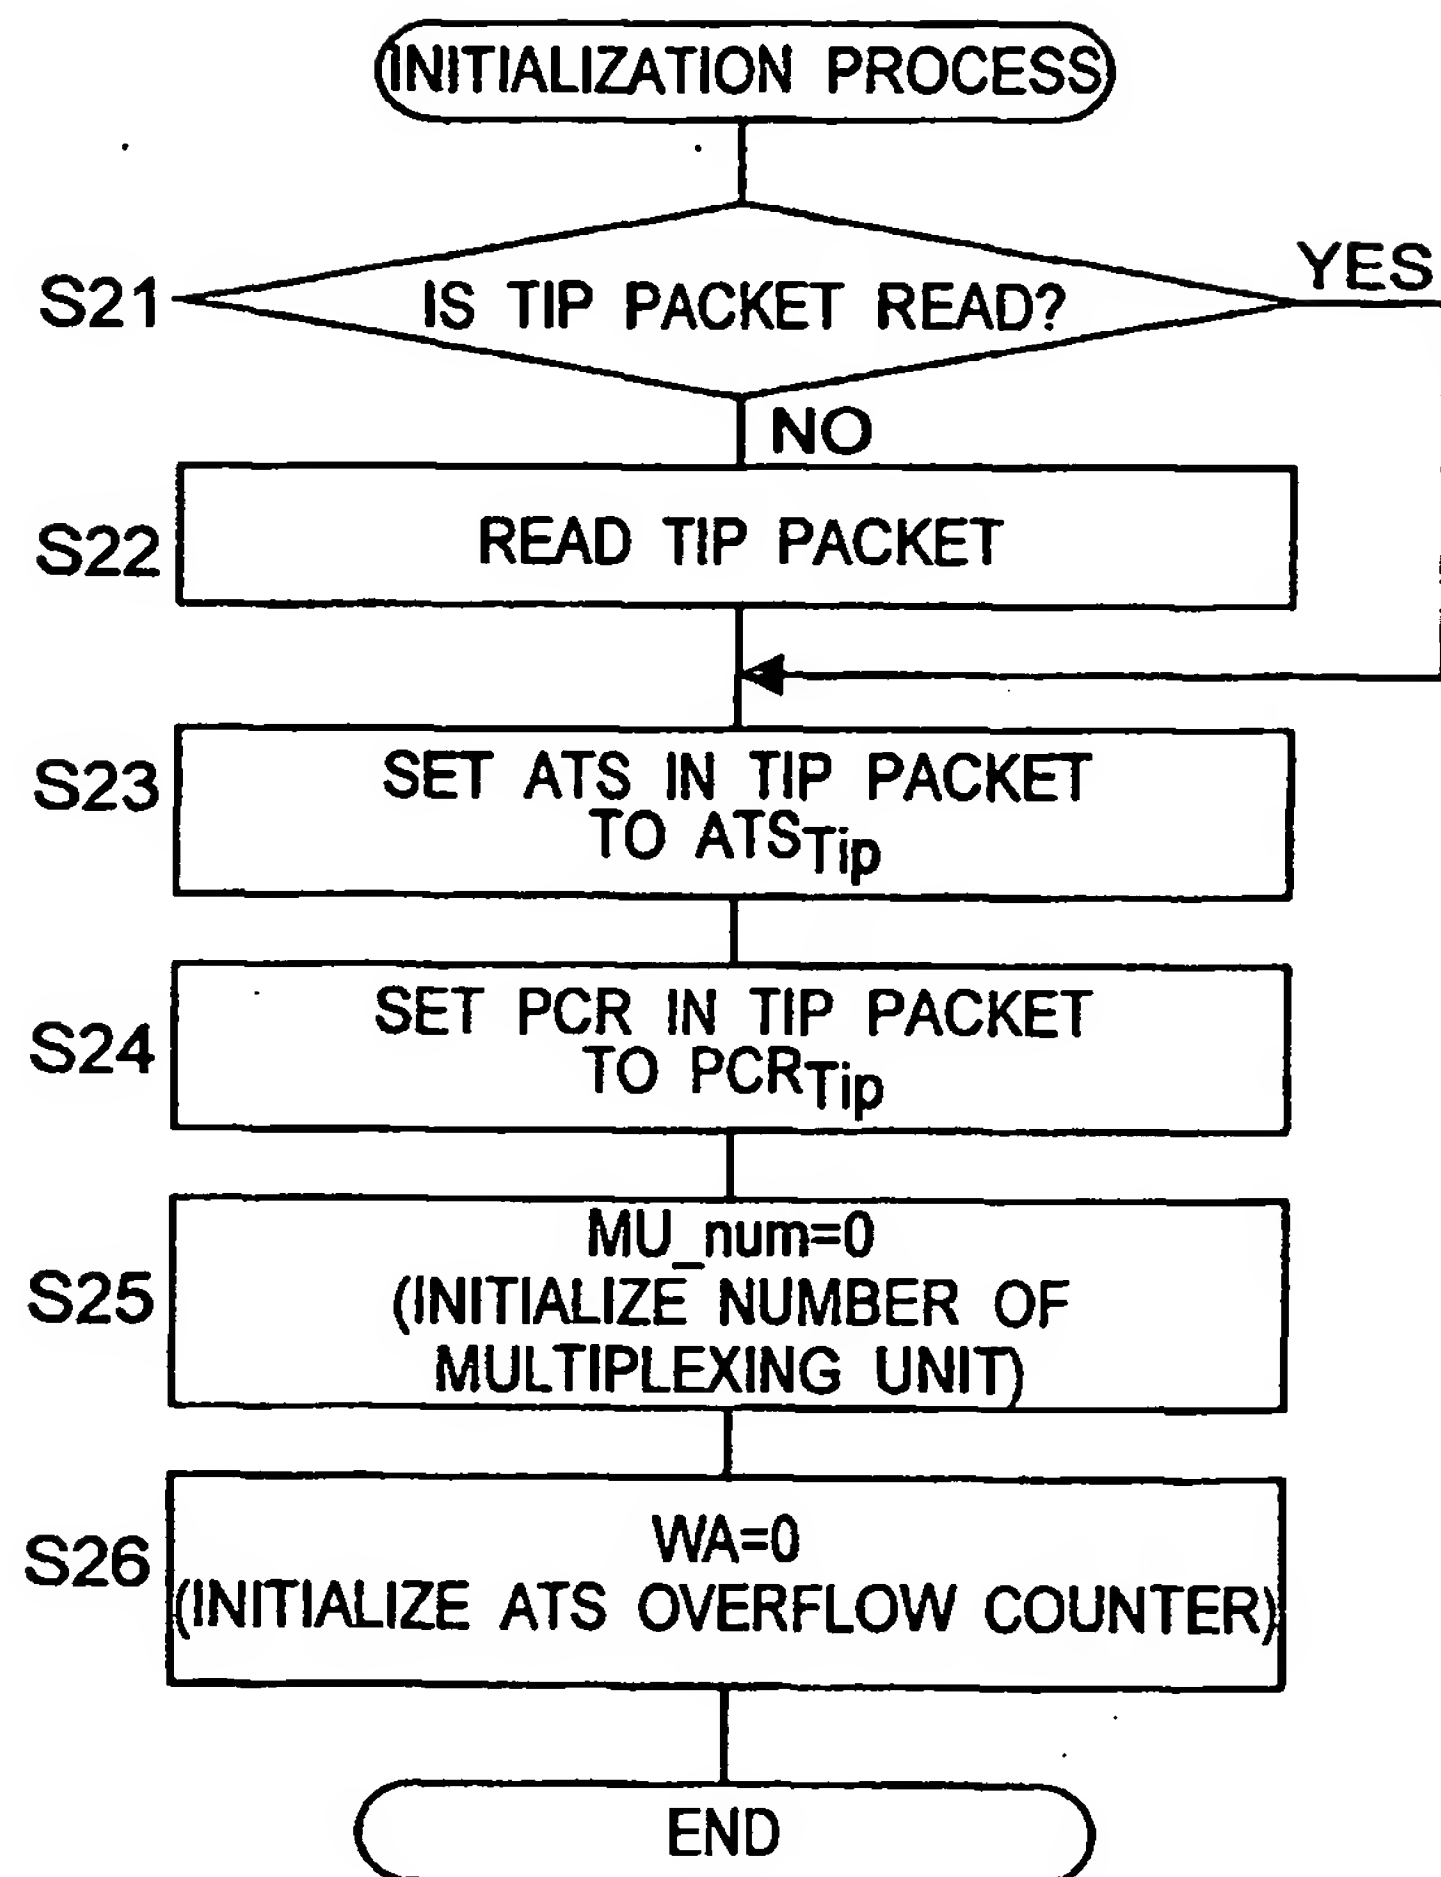 INITIALIZATION PROCESS
S21
IS TIP PACKET READ?
YES
NO
S22
READ TIP PACKET
S23
SET ATS IN TIP PACKET
TO ATSTip
S24
SET PCR IN TIP PACKET
TO PCRTip
S25
MU_num=0
(INITIALIZE NUMBER OF
MULTIPLEXING UNIT)
S26
WA=0
(INITIALIZE ATS OVERFLOW COUNTER)
END